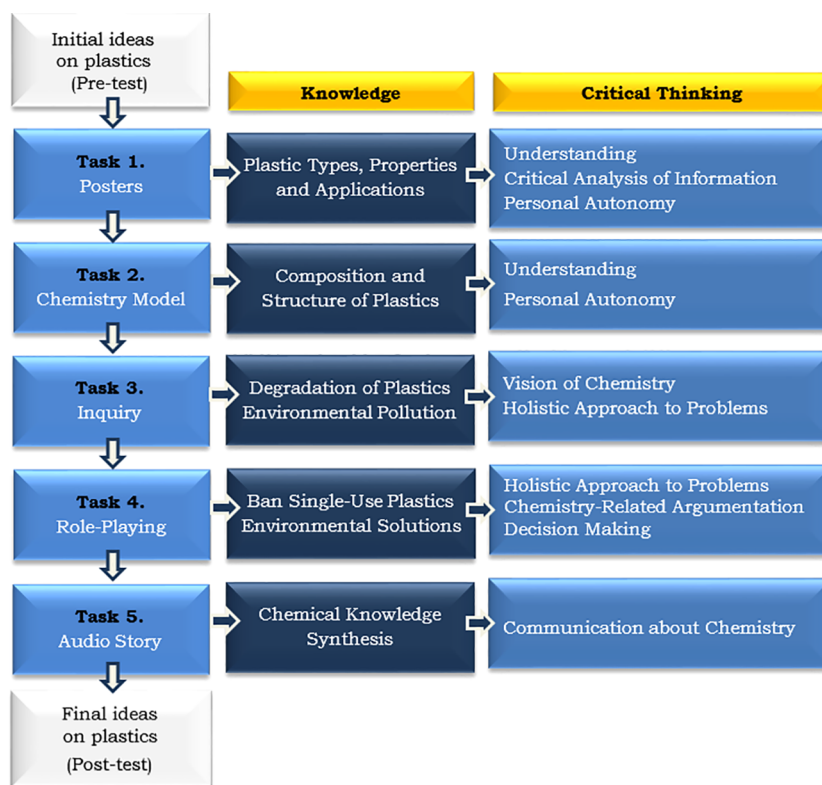 Initial ideas
on plastics
(Pre-test)
Knowledge
Critical Thinking
Task 1.
Posters
Plastic Types, Properties
and Applications
Understanding
Critical Analysis of Information
Personal Autonomy
Task 2.
Chemistry Model
Composition and
Structure of Plastics
Understanding
Personal Autonomy
Task 3.
Inquiry
Degradation of Plastics
Environmental Pollution
Vision of Chemistry
Holistic Approach to Problems
Task 4.
Role-Playing
Ban Single-Use Plastics
Environmental Solutions
Holistic Approach to Problems
Chemistry-Related Argumentation
Decision Making
Task 5.
Audio Story
Chemical Knowledge
Synthesis
Communication about Chemistry
Final ideas
on plastics
(Post-test)